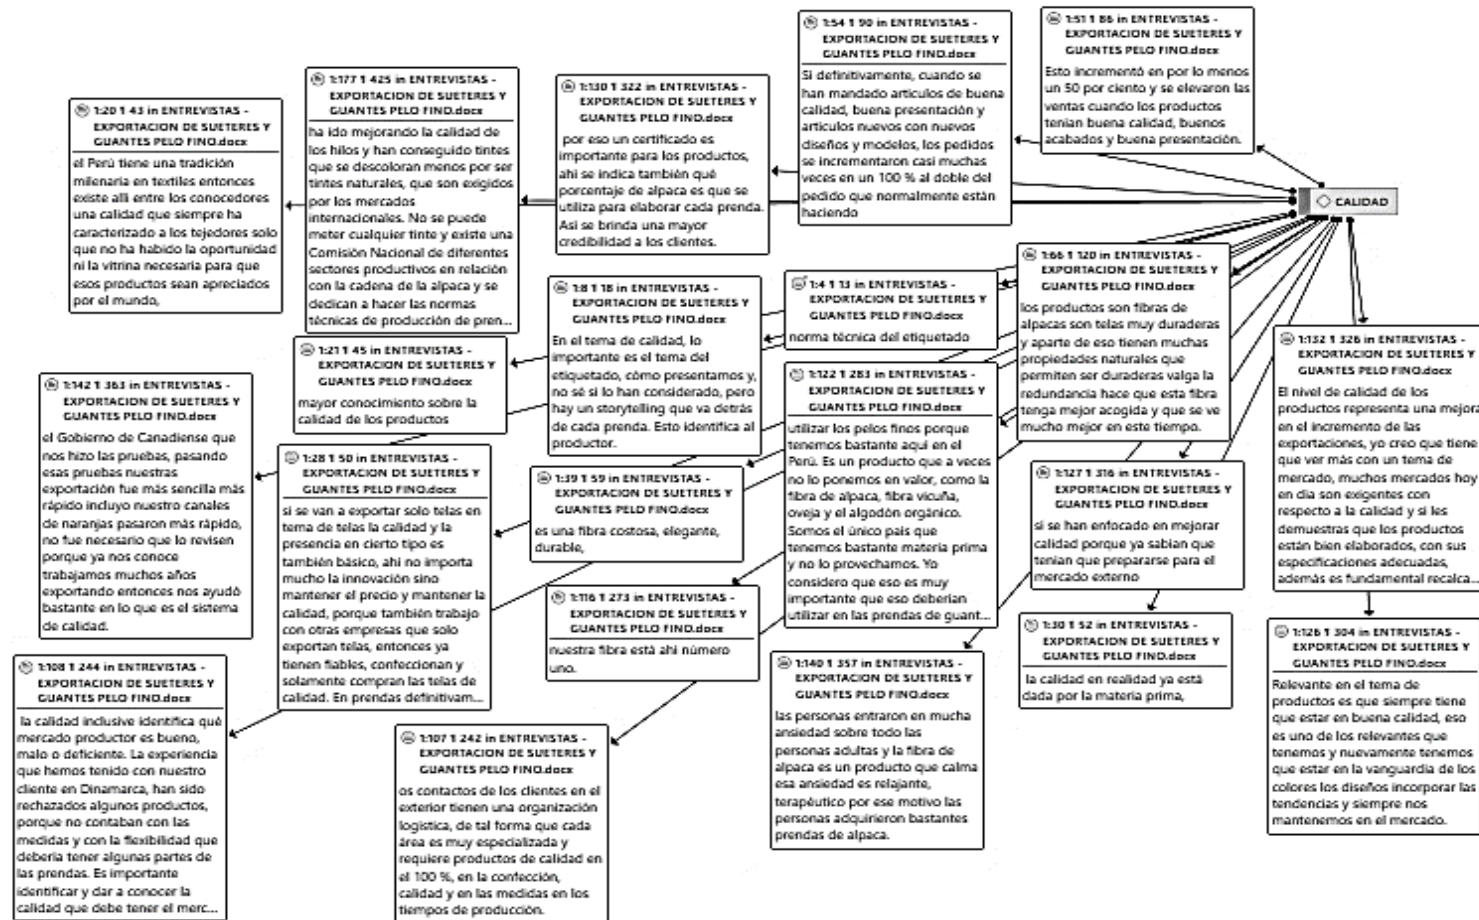 1:54 ¶ 90 in ENTREVISTAS -
EXPORTACION DE SUETERES Y
GUANTES PELO FINO.docx
Si definitivamente, cuando se
han mandado articulos de buena
calidad, buena presentación y
articulos nuevos con nuevos
diseños y modelos, los pedidos
se incrementaron casi muchas
veces en un 100 % al doble del
pedido que normalmente están
haciendo
1:51 ¶ 86 in ENTREVISTAS -
EXPORTACION DE SUETERES Y
GUANTES PELO FINO.docx
Esto incrementó en por lo menos
un 50 por ciento y se elevaron las
ventas cuando los productos
tenian buena calidad, buenos
acabados y buena presentación.
1:177 ¶ 425 in ENTREVISTAS -
EXPORTACION DE SUETERES Y
GUANTES PELO FINO.docx
ha ido mejorando la calidad de
los hilos y han conseguido tintes
que se descoloran menos por ser
tintes naturales, que son exigidos
por los mercados
internacionales. No se puede
meter cualquier tinte y existe una
Comisión Nacional de diferentes
sectores productivos en relación
con la cadena de la alpaca y se
dedican a hacer las normas
técnicas de producción de pren...
1:130 ¶ 322 in ENTREVISTAS -
EXPORTACION DE SUETERES Y
GUANTES PELO FINO.docx
por eso un certificado es
importante para los productos,
ahi se indica también qué
porcentaje de alpaca es que se
utiliza para elaborar cada prenda.
Asi se brinda una mayor
credibilidad a los clientes.
1:20 ¶ 43 in ENTREVISTAS -
EXPORTACION DE SUETERES Y
GUANTES PELO FINO.docx
el Perú tiene una tradición
milenaria en textiles entonces
existe alli entre los conocedores
una calidad que siempre ha
caracterizado a los tejedores solo
que no ha habido la oportunidad
ni la vitrina necesaria para que
esos productos sean apreciados
por el mundo,
CALIDAD
1:66 ¶ 120 in ENTREVISTAS -
EXPORTACION DE SUETERES Y
GUANTES PELO FINO.docx
los productos son fibras de
alpacas son telas muy duraderas
y aparte de eso tienen muchas
propiedades naturales que
permiten ser duraderas valga la
redundancia hace que esta fibra
tenga mejor acogida y que se ve
mucho mejor en este tiempo.
1:8 ¶ 18 in ENTREVISTAS -
EXPORTACION DE SUETERES Y
GUANTES PELO FINO.docx
En el tema de calidad, lo
importante es el tema del
etiquetado, cómo presentamos y,
no sé si lo han considerado, pero
hay un storytelling que va detrás
de cada prenda. Esto identifica al
productor.
1:4 ¶ 13 in ENTREVISTAS -
EXPORTACION DE SUETERES Y
GUANTES PELO FINO.docx
norma técnica del etiquetado
1:21 ¶ 45 in ENTREVISTAS -
EXPORTACION DE SUETERES Y
GUANTES PELO FINO.docx
mayor conocimiento sobre la
calidad de los productos
1:132 ¶ 326 in ENTREVISTAS -
EXPORTACION DE SUETERES Y
GUANTES PELO FINO.docx
El nivel de calidad de los
productos representa una mejora
en el incremento de las
exportaciones, yo creo que tiene
que ver más con un tema de
mercado, muchos mercados hoy
en dia son exigentes con
respecto a la calidad y si les
demuestras que los productos
están bien elaborados, con sus
especificaciones adecuadas,
además es fundamental recalca...
1:122 ¶ 283 in ENTREVISTAS -
EXPORTACION DE SUETERES Y
GUANTES PELO FINO.docx
utilizar los pelos finos porque
tenemos bastante aqui en el
Perú. Es un producto que a veces
no lo ponemos en valor, como la
fibra de alpaca, fibra vicuña,
oveja y el algodón orgánico.
Somos el único pais que
tenemos bastante materia prima
y no lo provechamos. Yo
considero que eso es muy
importante que eso deberian
utilizar en las prendas de guant...
1:142 ¶ 363 in ENTREVISTAS -
EXPORTACION DE SUETERES Y
GUANTES PELO FINO.docx
el Gobierno de Canadiense que
nos hizo las pruebas, pasando
esas pruebas nuestras
exportación fue más sencilla más
rápido incluyo nuestro canales
de naranjas pasaron más rápido,
no fue necesario que lo revisen
porque ya nos conoce
trabajamos muchos años
exportando entonces nos ayudó
bastante en lo que es el sistema
de calidad.
1:28 ¶ 50 in ENTREVISTAS -
EXPORTACION DE SUETERES Y
GUANTES PELO FINO.docx
si se van a exportar solo telas en
tema de telas la calidad y la
presencia en cierto tipo es
también básico, ahi no importa
mucho la innovación sino
mantener el precio y mantener la
calidad, porque también trabajo
con otras empresas que solo
exportan telas, entonces ya
tienen fiables, confeccionan y
solamente compran las telas de
calidad. En prendas definitivam...
1:39 ¶ 59 in ENTREVISTAS -
EXPORTACION DE SUETERES Y
GUANTES PELO FINO.docx
es una fibra costosa, elegante,
durable,
1:127 ¶ 316 in ENTREVISTAS -
EXPORTACION DE SUETERES Y
GUANTES PELO FINO.docx
si se han enfocado en mejorar
calidad porque ya sabian que
tenian que prepararse para el
mercado externo
1:116 ¶ 273 in ENTREVISTAS -
EXPORTACION DE SUETERES Y
GUANTES PELO FINO.docx
nuestra fibra está ahi número
uno.
1:30 ¶ 52 in ENTREVISTAS -
EXPORTACION DE SUETERES Y
GUANTES PELO FINO.docx
la calidad en realidad ya está
dada por la materia prima,
1:126 ¶ 304 in ENTREVISTAS -
EXPORTACION DE SUETERES Y
GUANTES PELO FINO.docx
Relevante en el tema de
productos es que siempre tiene
que estar en buena calidad, eso
es uno de los relevantes que
tenemos y nuevamente tenemos
que estar en la vanguardia de los
colores los diseños incorporar las
tendencias y siempre nos
mantenemos en el mercado.
1:140 ¶ 357 in ENTREVISTAS -
EXPORTACION DE SUETERES Y
GUANTES PELO FINO.docx
las personas entraron en mucha
ansiedad sobre todo las
personas adultas y la fibra de
alpaca es un producto que calma
esa ansiedad es relajante,
terapéutico por ese motivo las
personas adquirieron bastantes
prendas de alpaca.
1:108 ¶ 244 in ENTREVISTAS -
EXPORTACION DE SUETERES Y
GUANTES PELO FINO.docx
la calidad inclusive identifica qué
mercado productor es bueno,
malo o deficiente. La experiencia
que hemos tenido con nuestro
cliente en Dinamarca, han sido
rechazados algunos productos,
porque no contaban con las
medidas y con la flexibilidad que
deberia tener algunas partes de
las prendas. Es importante
identificar y dar a conocer la
calidad que debe tener el merc...
1:107 ¶ 242 in ENTREVISTAS -
EXPORTACION DE SUETERES Y
GUANTES PELO FINO.docx
os contactos de los clientes en el
exterior tienen una organización
logistica, de tal forma que cada
área es muy especializada y
requiere productos de calidad en
el 100 %, en la confección,
calidad y en las medidas en los
tiempos de producción.